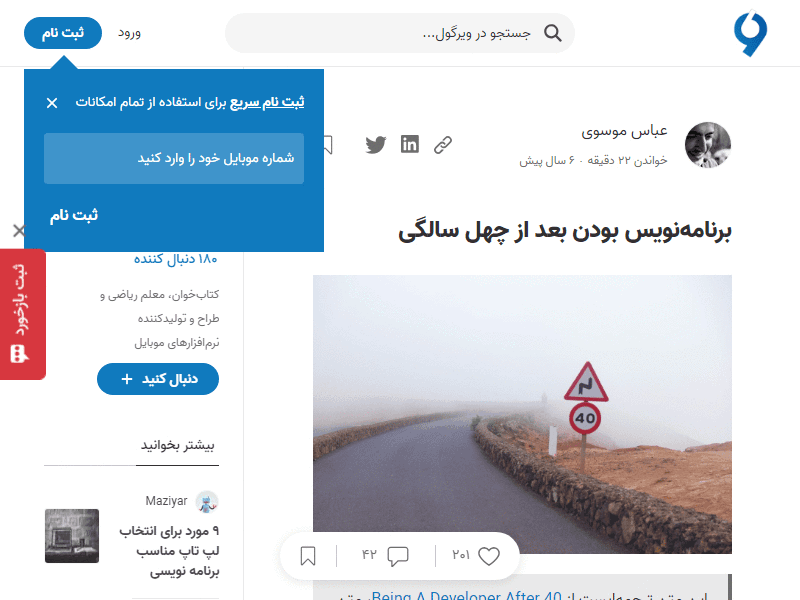 ثبت نام
ورود
جستجو در ویرگول...
ثبت نام سریع برای استفاده از تمام امکانات
شماره موبایل خود را وارد کنید
ثبت نام
عباس موسوی
خواندن ۲۲ دقیقه · ۶ سال پیش
برنامه‌نویس بودن بعد از چهل سالگی
40
۱۸۰ دنبال کننده
کتاب‌خوان، معلم ریاضی و
طراح و تولیدکننده
نرم‌افزارهای موبایل
دنبال کنید +
ثبت بازخورد
بیشتر بخوانید
Maziyar
۹ مورد برای انتخاب
لپ تاپ مناسب
برنامه نویسی
۲۰۱
۴۲
Being A Developer After 40